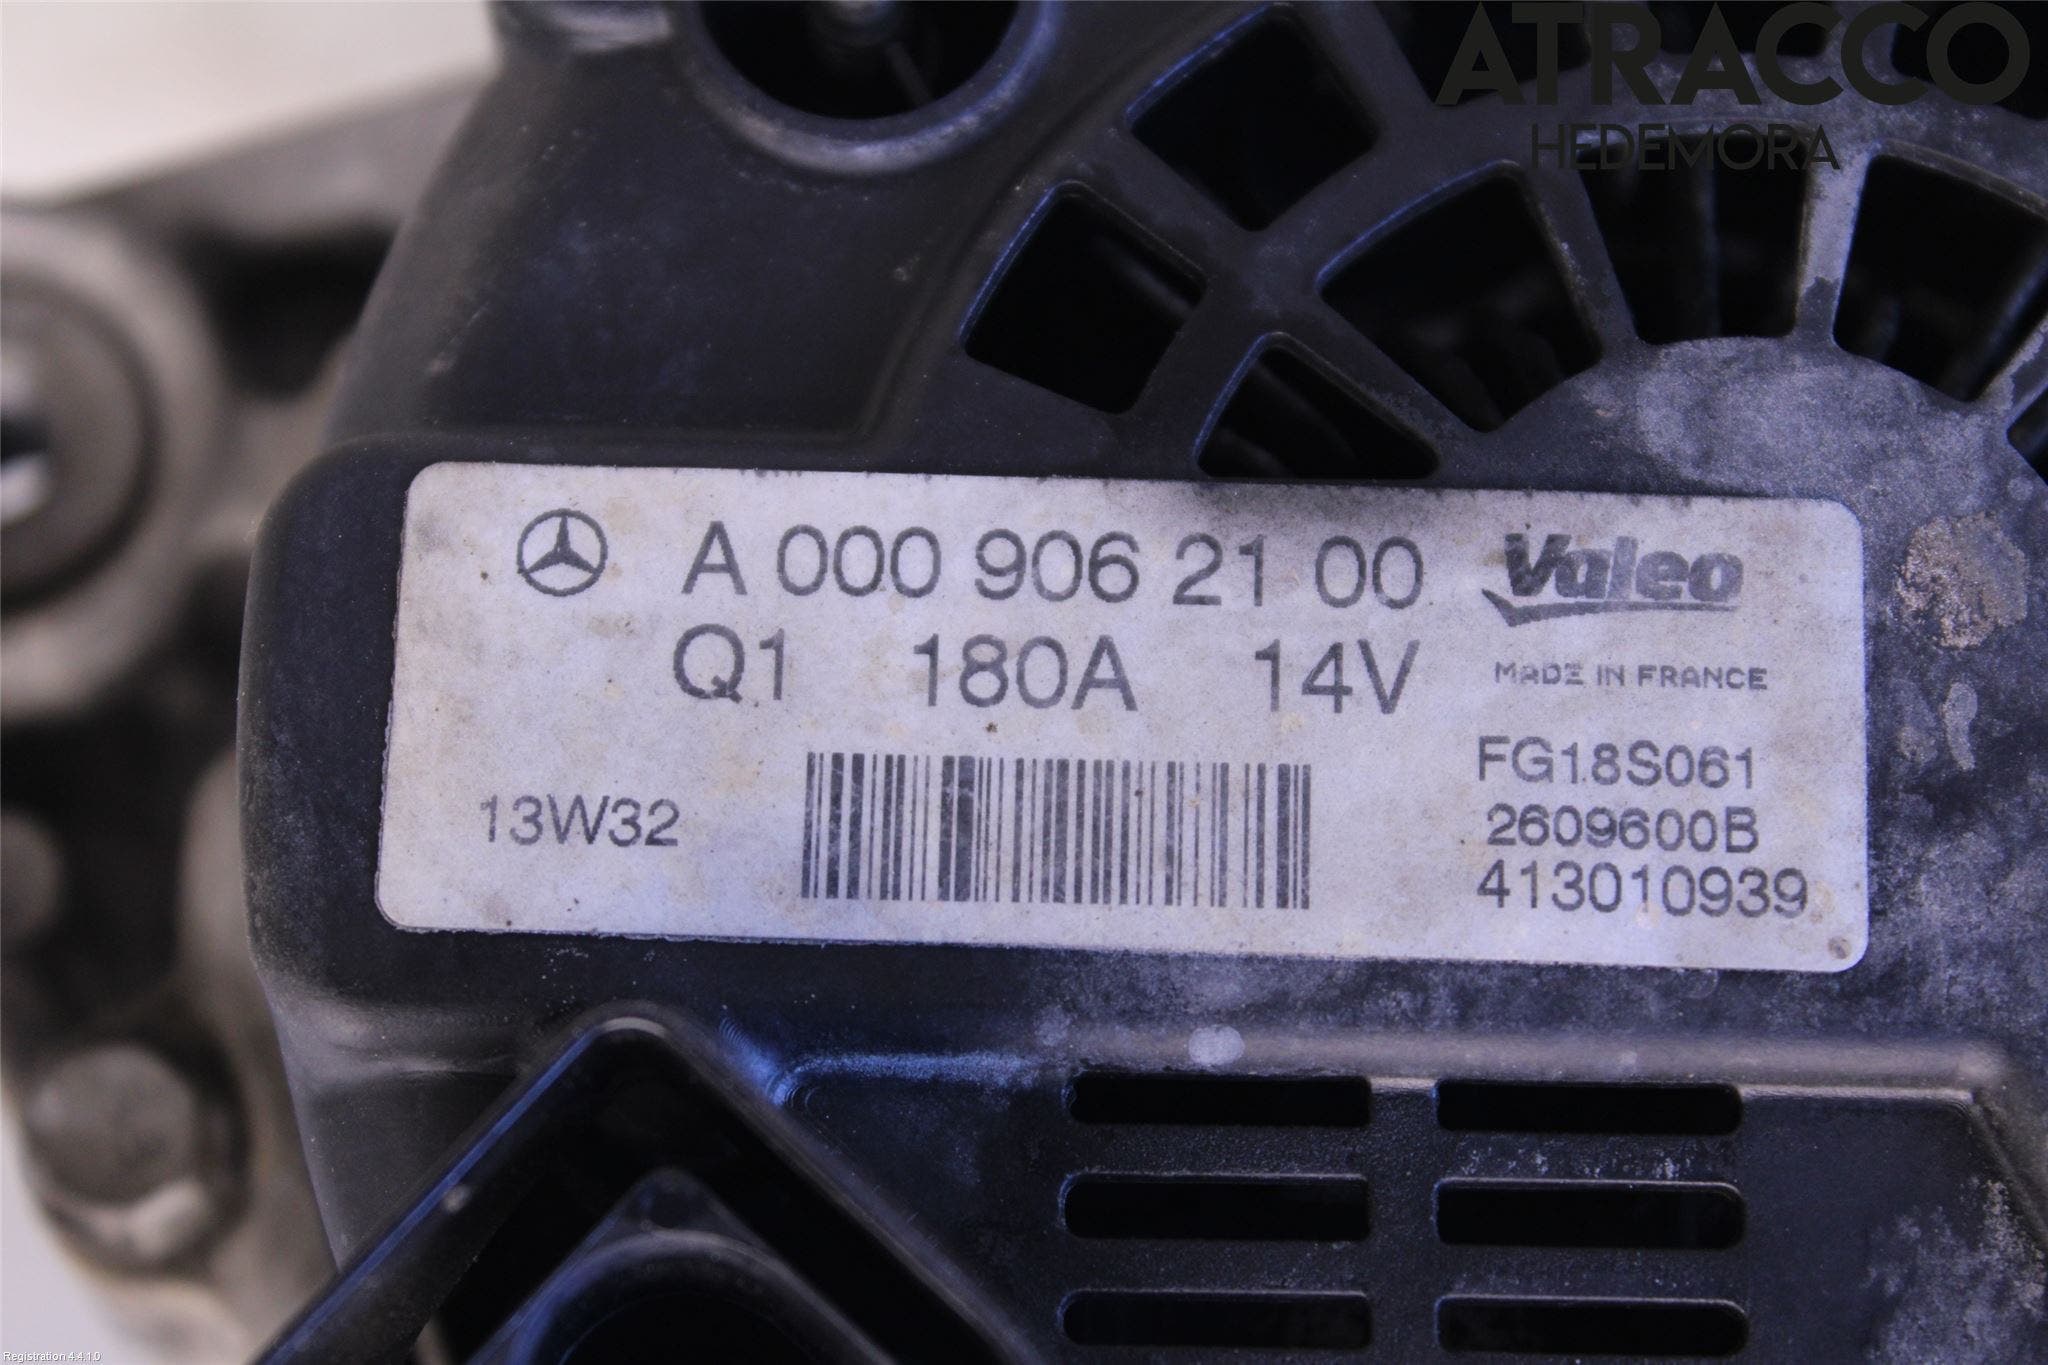 ATRACCO
HEDEMORA
A 000 906 21 00
Valeo
Q1 180A 14V
MADE IN FRANCE
FG18S061
13W32
2609600B
413010939
Registration 4.4.1.0